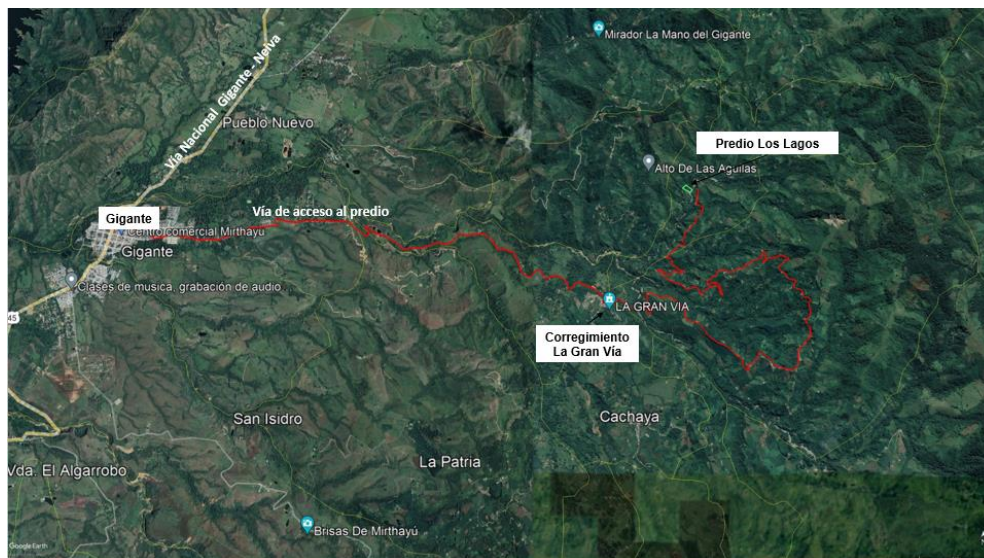 Mirador La Mano del Gigante
Vía Nacional Gigante - Neiva
Pueblo Nuevo
Predio Los Lagos
Alto De Las Aguilas
Gigante
Vía de acceso al predio
Centro comercial Mirthayú
Gigante
Clases de musica, grabación de audio
45
LA GRAN VIA
Corregimiento
La Gran Vía
San Isidro
Cachaya
La Patria
Vda. El Algarrobo
Brisas De Mirthayú
Google Earth